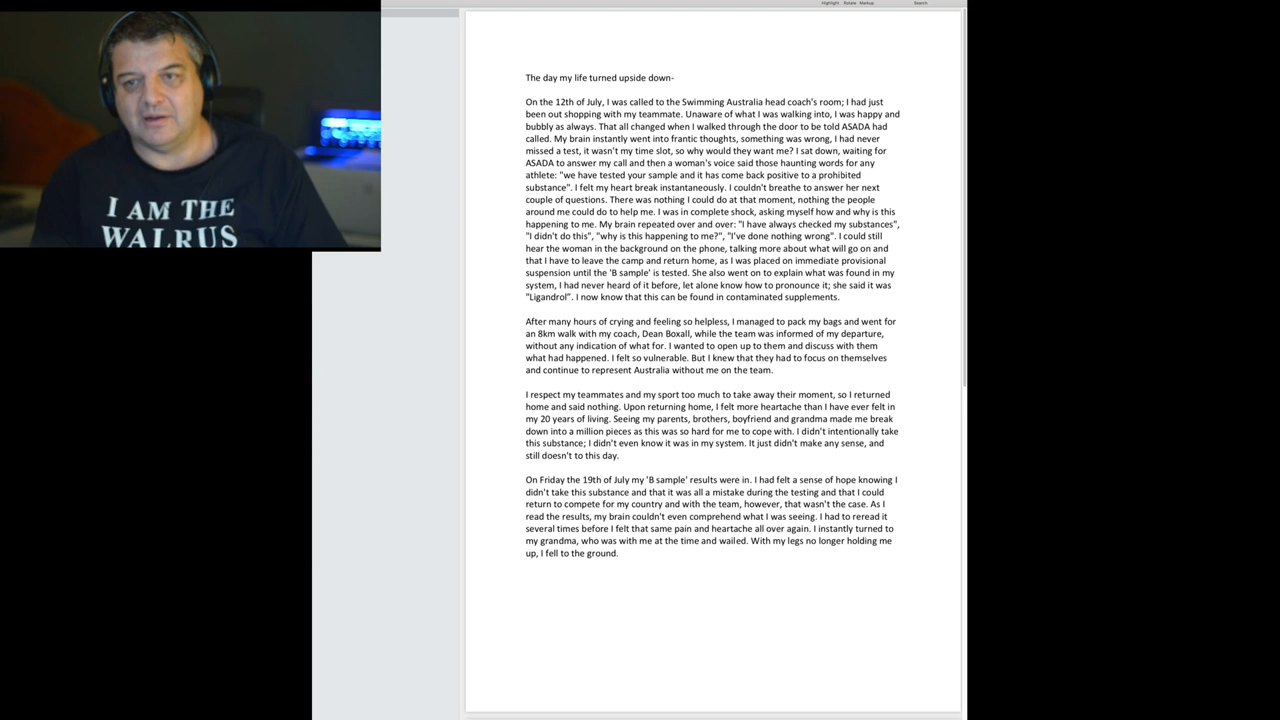 Highlight Rotate Markup Search
I AM THE
WALRUS
The day my life turned upside down-
On the 12th of July, I was called to the Swimming Australia head coach's room; I had just
been out shopping with my teammate. Unaware of what I was walking into, I was happy and
bubbly as always. That all changed when I walked through the door to be told ASADA had
called. My brain instantly went into frantic thoughts, something was wrong, I had never
missed a test, it wasn't my time slot, so why would they want me? I sat down, waiting for
ASADA to answer my call and then a woman's voice said those haunting words for any
athlete: "we have tested your sample and it has come back positive to a prohibited
substance". I felt my heart break instantaneously. I couldn't breathe to answer her next
couple of questions. There was nothing I could do at that moment, nothing the people
around me could do to help me. I was in complete shock, asking myself how and why is this
happening to me. My brain repeated over and over: "I have always checked my substances",
"I didn't do this", "why is this happening to me?", "I've done nothing wrong". I could still
hear the woman in the background on the phone, talking more about what will go on and
that I have to leave the camp and return home, as I was placed on immediate provisional
suspension until the 'B sample' is tested. She also went on to explain what was found in my
system, I had never heard of it before, let alone know how to pronounce it; she said it was
"Ligandrol". I now know that this can be found in contaminated supplements.
After many hours of crying and feeling so helpless, I managed to pack my bags and went for
an 8km walk with my coach, Dean Boxall, while the team was informed of my departure,
without any indication of what for. I wanted to open up to them and discuss with them
what had happened. I felt so vulnerable. But I knew that they had to focus on themselves
and continue to represent Australia without me on the team.
I respect my teammates and my sport too much to take away their moment, so I returned
home and said nothing. Upon returning home, I felt more heartache than I have ever felt in
my 20 years of living. Seeing my parents, brothers, boyfriend and grandma made me break
down into a million pieces as this was so hard for me to cope with. I didn't intentionally take
this substance; I didn't even know it was in my system. It just didn't make any sense, and
still doesn't to this day.
On Friday the 19th of July my 'B sample' results were in. I had felt a sense of hope knowing I
didn't take this substance and that it was all a mistake during the testing and that I could
return to compete for my country and with the team, however, that wasn't the case. As I
read the results, my brain couldn't even comprehend what I was seeing. I had to reread it
several times before I felt that same pain and heartache all over again. I instantly turned to
my grandma, who was with me at the time and wailed. With my legs no longer holding me
up, I fell to the ground.